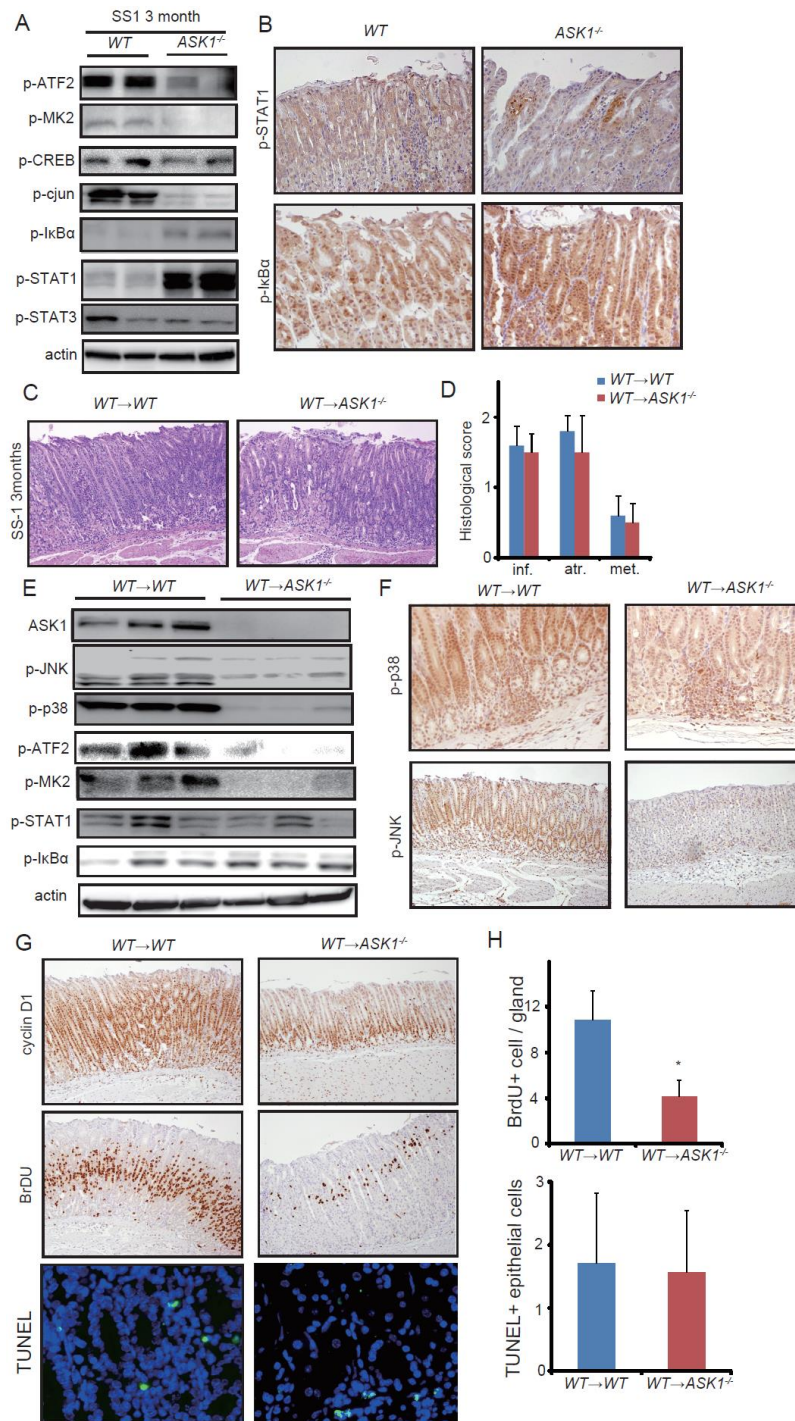 A
SS1 3 month
WT ASK1-/-
p-ATF2
p-MK2
p-CREB
p-cjun
p-IκBα
p-STAT1
p-STAT3
actin
B
WT ASK1-/-
p-STAT1
p-IκBα
C
WT→WT WT→ASK1-/-
SS-1 3months
D
WT→WT
WT→ASK1-/-
Histological score
2
1
0
inf. atr. met.
E
WT→WT WT→ASK1-/-
ASK1
p-JNK
p-p38
p-ATF2
p-MK2
p-STAT1
p-IκBα
actin
F
WT→WT WT→ASK1-/-
p-p38
p-JNK
G
WT→WT WT→ASK1-/-
cyclin D1
BrDU
TUNEL
H
BrdU+ cell / gland
12
8
4
0
*
WT→WT WT→ASK1-/-
TUNEL+ epithelial cells
3
2
1
0
WT→WT WT→ASK1-/-